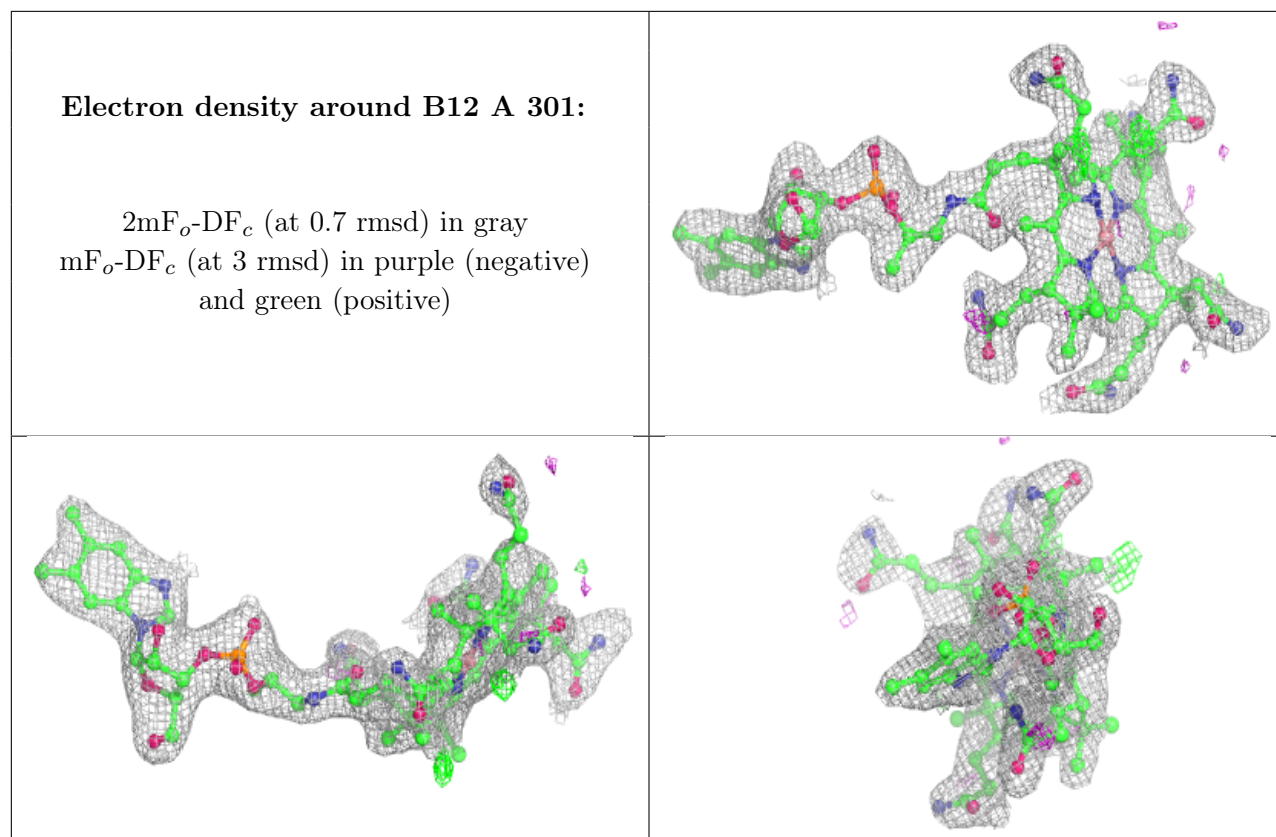 Electron density around B12 A 301:
2mFo-DFc (at 0.7 rmsd) in gray
mFo-DFc (at 3 rmsd) in purple (negative)
and green (positive)